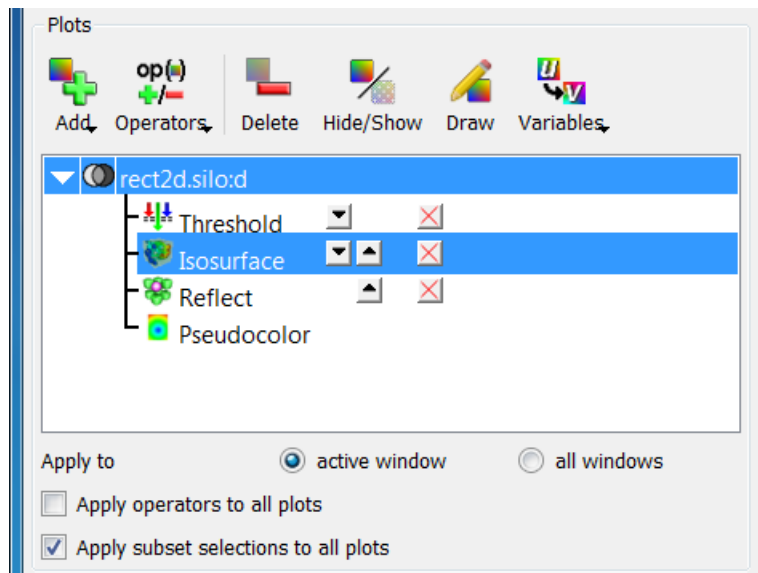 Plots
op( )
+/-
Add Operators Delete Hide/Show Draw Variables
u
v
rect2d.silo:d
Threshold
Isosurface
Reflect
Pseudocolor
Apply to active window all windows
Apply operators to all plots
Apply subset selections to all plots